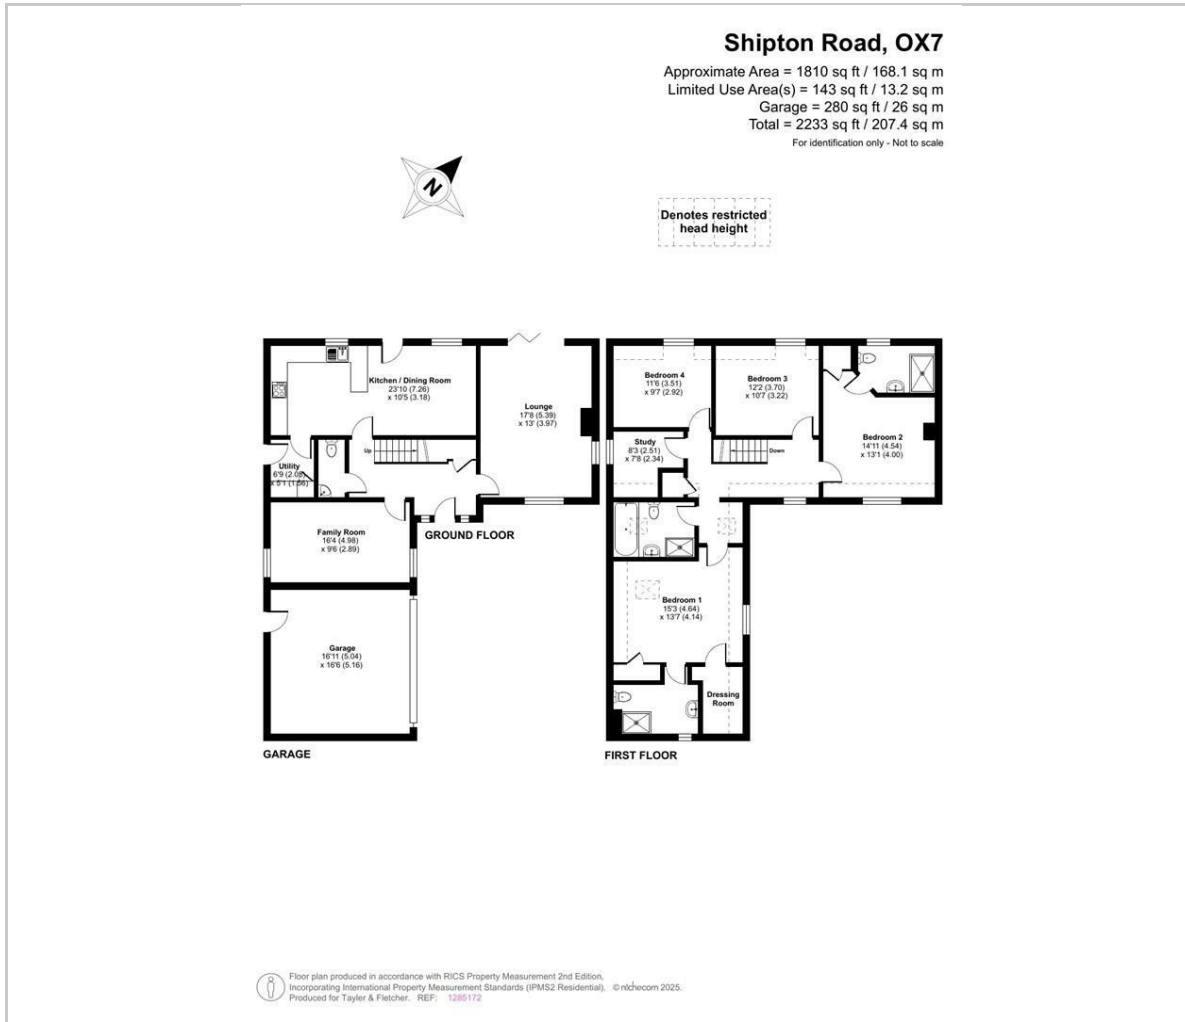 Shipton Road, OX7
Approximate Area = 1810 sq ft / 168.1 sq m
Limited Use Area(s) = 143 sq ft / 13.2 sq m
Garage = 280 sq ft / 26 sq m
Total = 2233 sq ft / 207.4 sq m
For identification only - Not to scale
N
Denotes restricted
head height
Kitchen / Dining Room
23'10 (7.26)
x 10'5 (3.18)
Lounge
17'8 (5.39)
x 13' (3.97)
Up
Utility
6'9 (2.05)
x 5'1 (1.56)
Family Room
16'4 (4.98)
x 9'6 (2.89)
GROUND FLOOR
Garage
16'11 (5.04)
x 16'6 (5.16)
GARAGE
Bedroom 4
11'6 (3.51)
x 9'7 (2.92)
Bedroom 3
12'2 (3.70)
x 10'7 (3.22)
Bedroom 2
14'11 (4.54)
x 13'1 (4.00)
Study
8'3 (2.51)
x 7'8 (2.34)
Down
Bedroom 1
15'3 (4.64)
x 13'7 (4.14)
Dressing
Room
FIRST FLOOR
Floor plan produced in accordance with RICS Property Measurement 2nd Edition,
Incorporating International Property Measurement Standards (IPMS2 Residential). © nichecom 2025.
Produced for Tayler & Fletcher. REF: 1285172